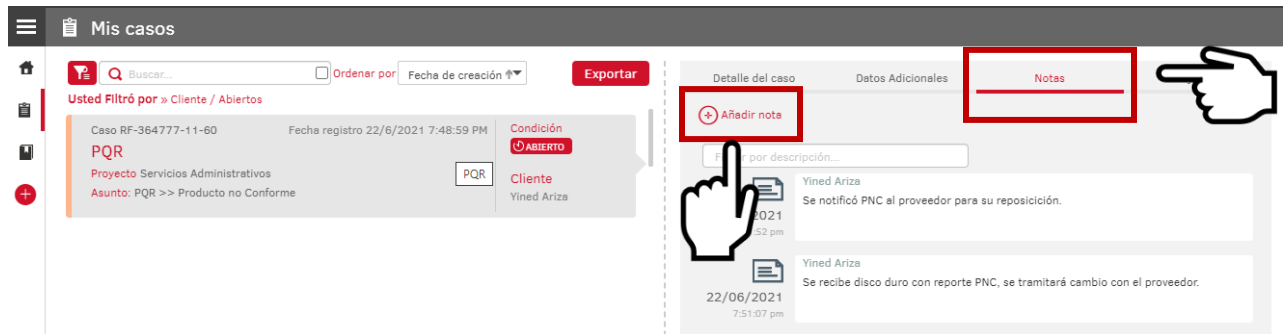 Mis casos
Buscar...
Ordenar por
Fecha de creación
Exportar
Usted Filtró por » Cliente / Abiertos
Caso RF-364777-11-60
Fecha registro 22/6/2021 7:48:59 PM
PQR
Proyecto Servicios Administrativos
Asunto: PQR >> Producto no Conforme
PQR
Condición
ABIERTO
Cliente
Yined Ariza
Detalle del caso
Datos Adicionales
Notas
Añadir nota
por descripción...
Yined Ariza
Se notificó PNC al proveedor para su reposicición.
2021
:52 pm
Yined Ariza
Se recibe disco duro con reporte PNC, se tramitará cambio con el proveedor.
22/06/2021
7:51:07 pm